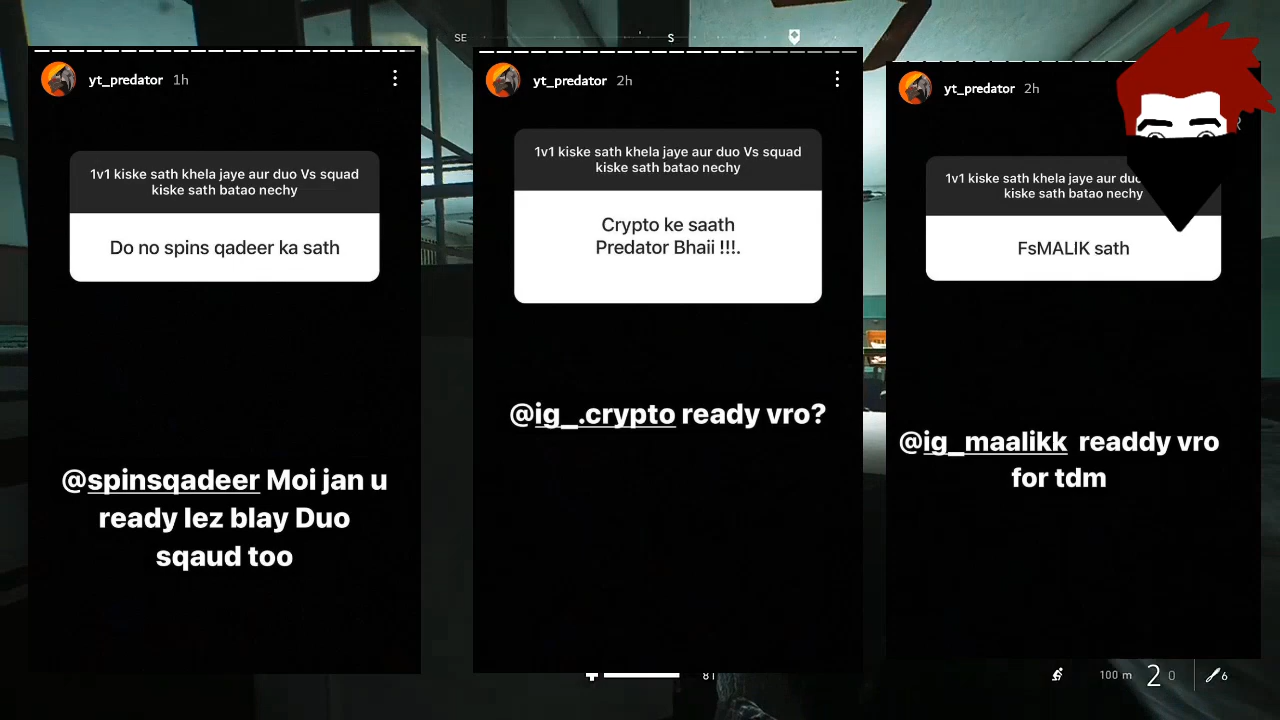 SE
S
yt_predator 1h
1v1 kiske sath khela jaye aur duo Vs squad
kiske sath batao nechy
Do no spins qadeer ka sath
@spinsqadeer Moi jan u
ready lez blay Duo
sqaud too
yt_predator 2h
1v1 kiske sath khela jaye aur duo Vs squad
kiske sath batao nechy
Crypto ke saath
Predator Bhaii !!!.
@ig_.crypto ready vro?
yt_predator 2h
1v1 kiske sath khela jaye aur duo
kiske sath batao nechy
FsMALIK sath
@ig_maalikk readdy vro
for tdm
81
100 m 2 0 6